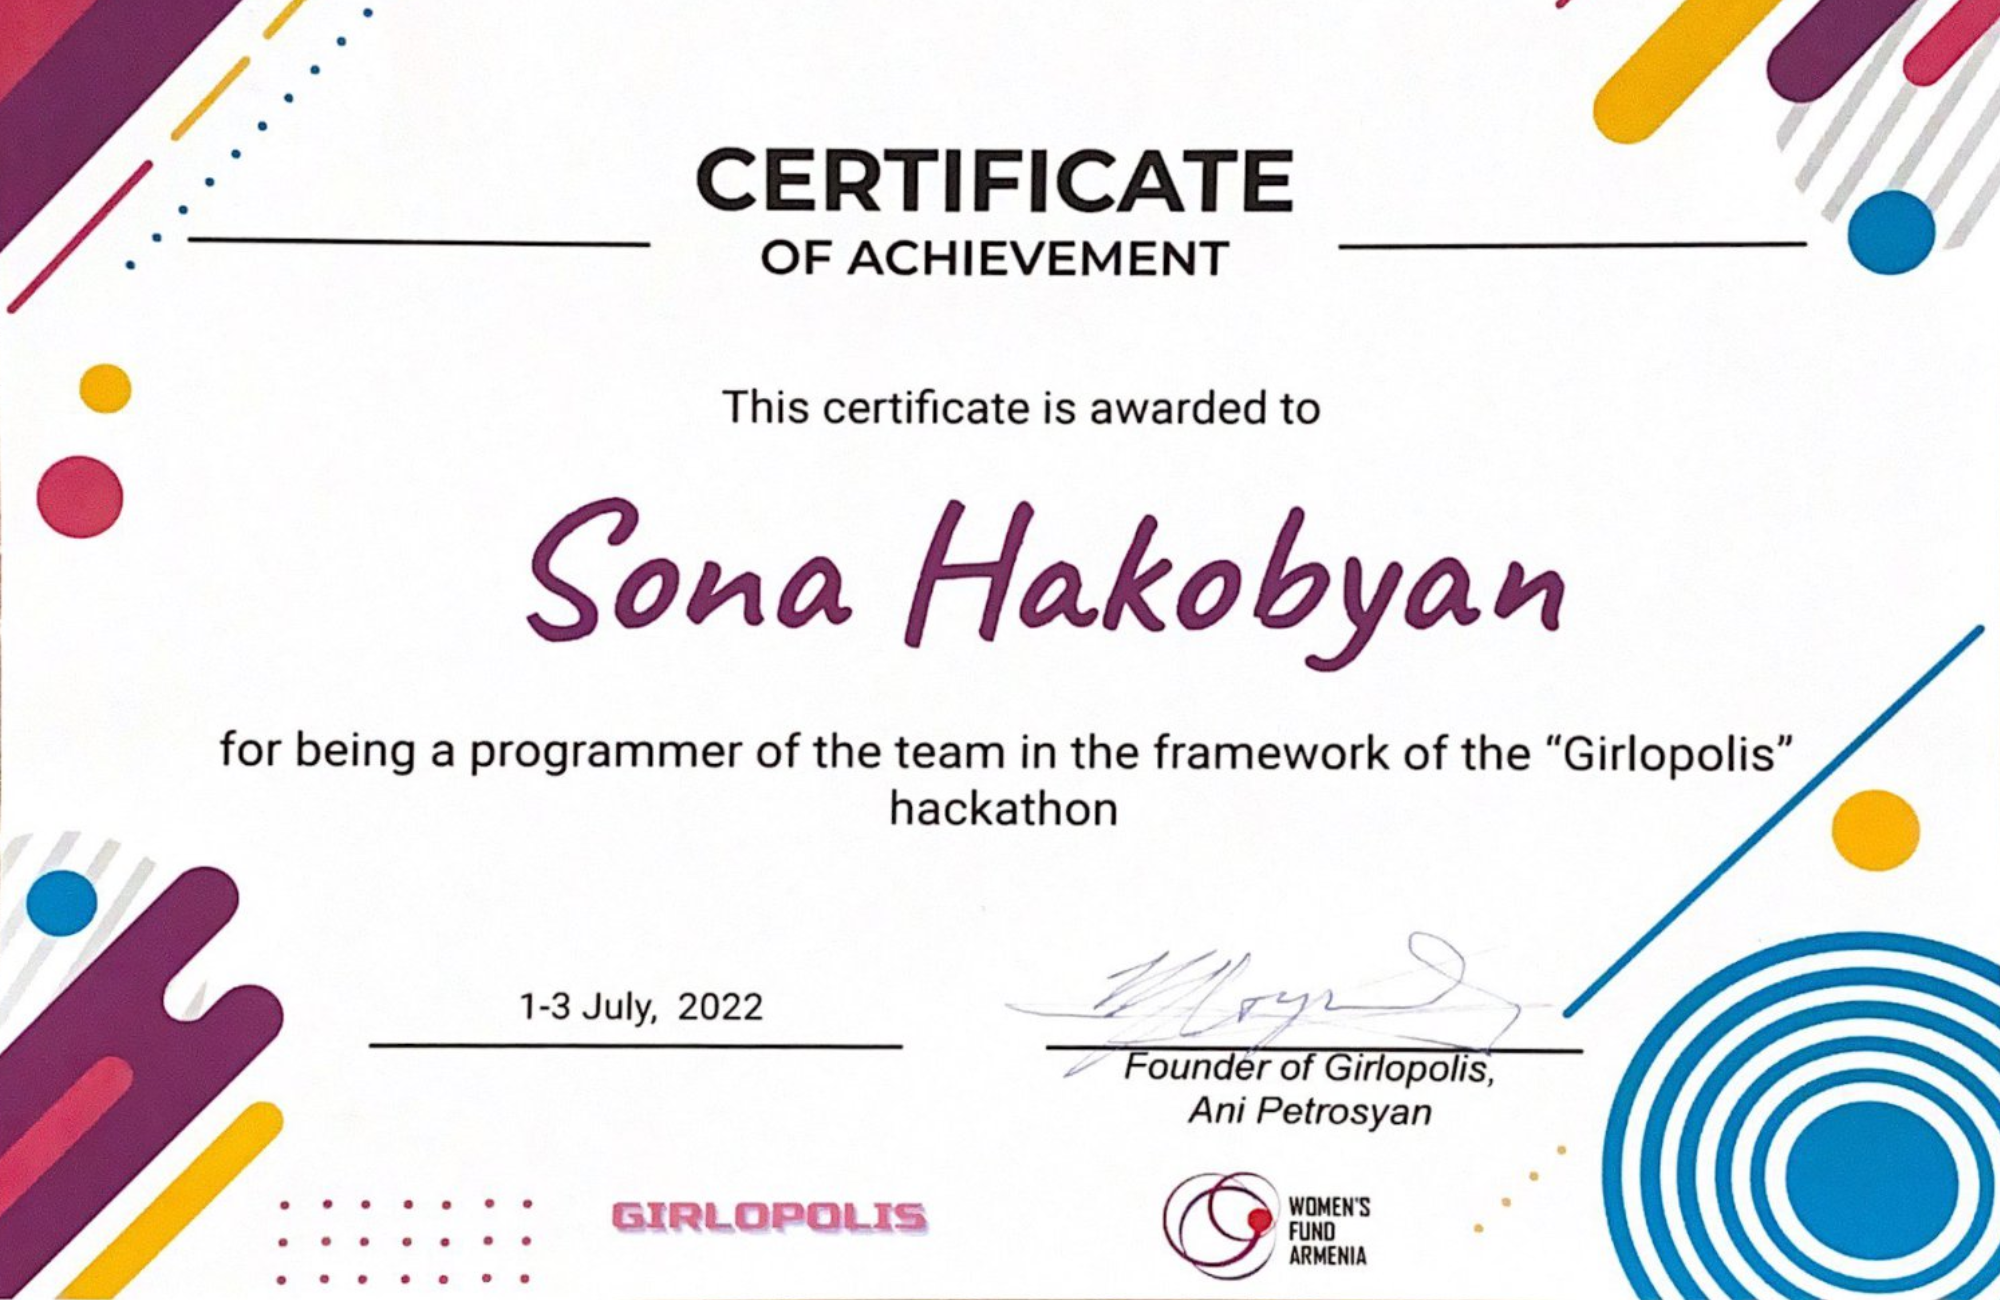 CERTIFICATE
OF ACHIEVEMENT
This certificate is awarded to
Sona Hakobyan
for being a programmer of the team in the framework of the “Girlopolis”
hackathon
1-3 July, 2022
Founder of Girlopolis,
Ani Petrosyan
GIRLOPOLIS
WOMEN'S
FUND
ARMENIA